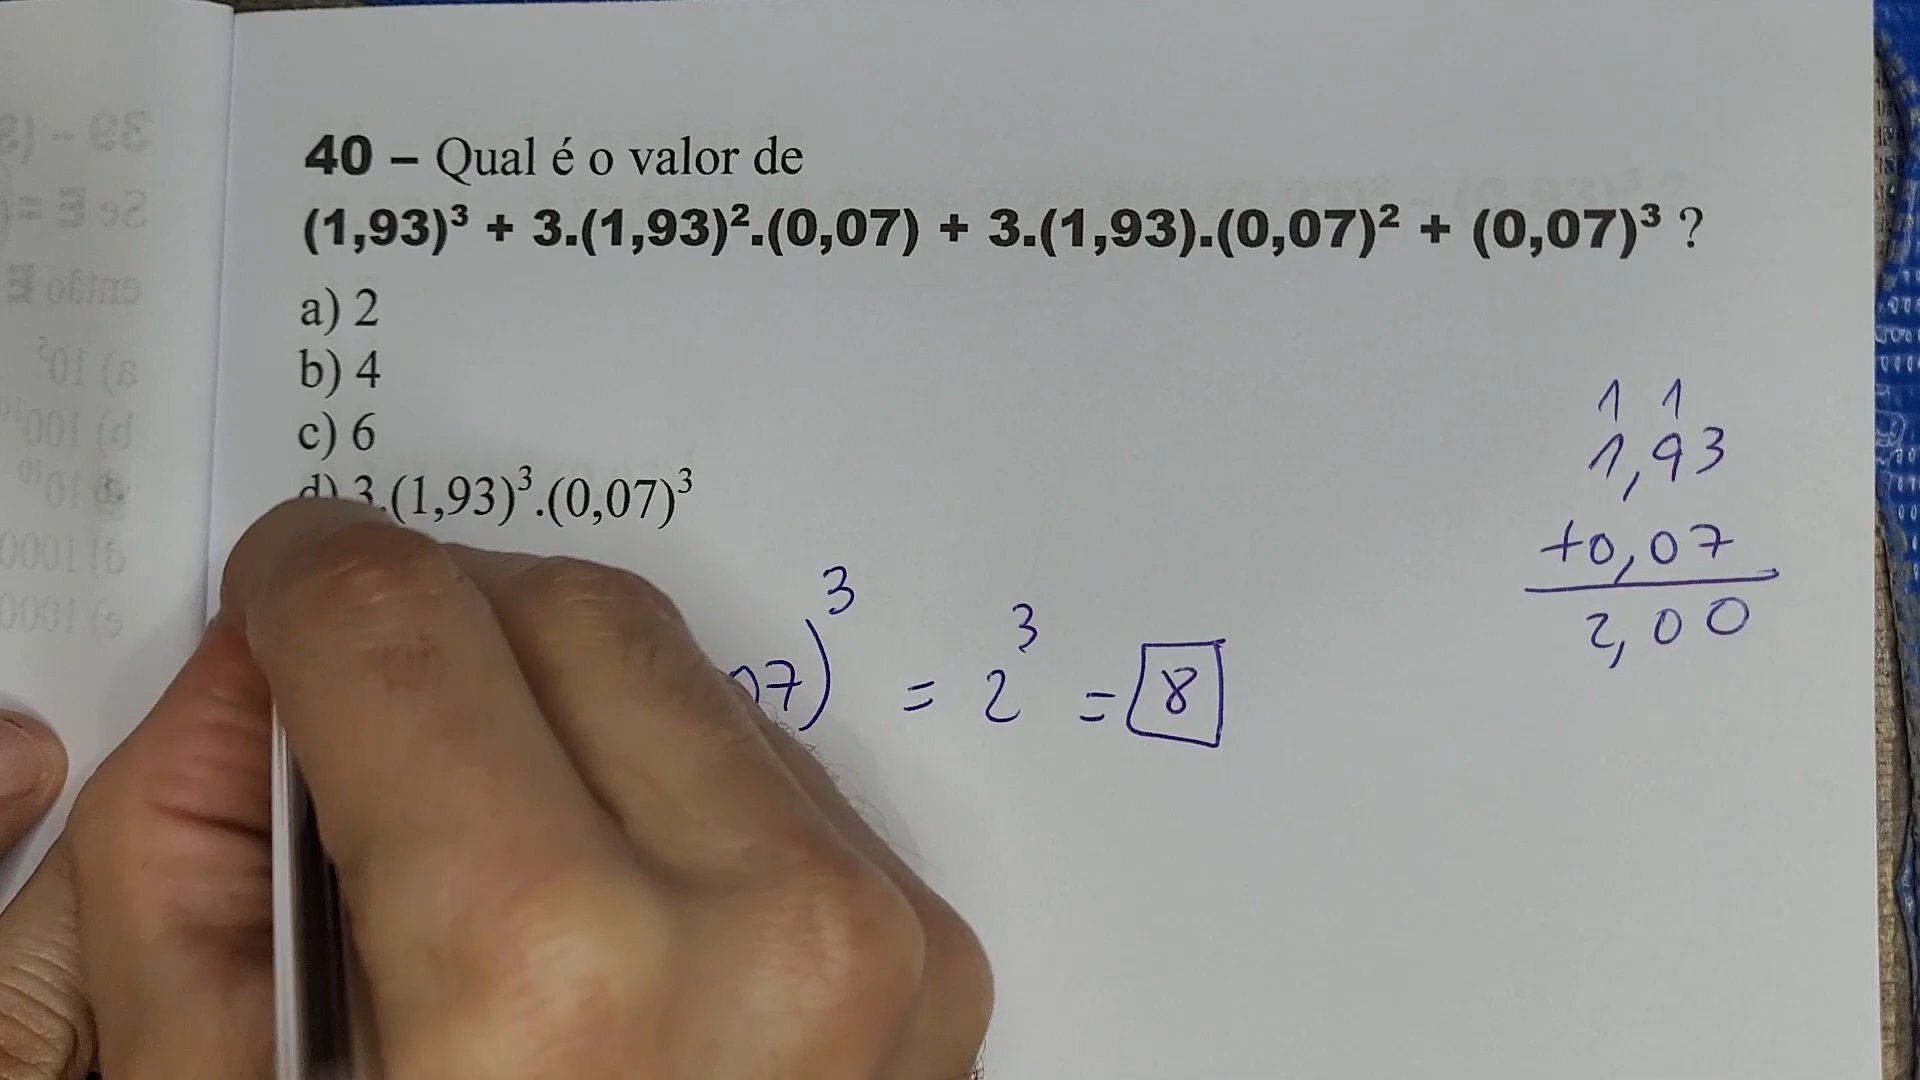 40 – Qual é o valor de
(1,93)³ + 3.(1,93)².(0,07) + 3.(1,93).(0,07)² + (0,07)³ ?
a) 2
b) 4
c) 6
d) 3.(1,93)³.(0,07)³
07)³ = 2³ = 8
1 1
1,93
+0,07
2,00